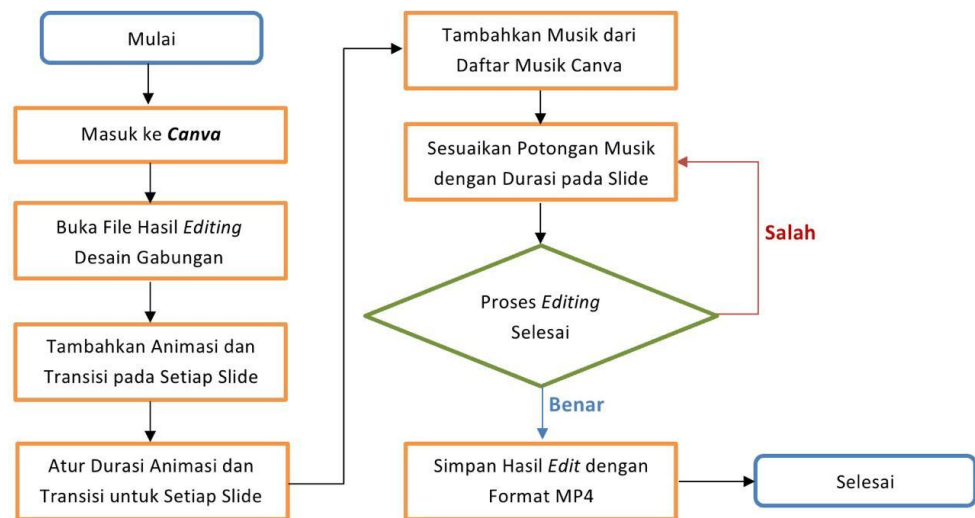 Mulai
Masuk ke Canva
Buka File Hasil Editing
Desain Gabungan
Tambahkan Animasi dan
Transisi pada Setiap Slide
Atur Durasi Animasi dan
Transisi untuk Setiap Slide
Tambahkan Musik dari
Daftar Musik Canva
Sesuaikan Potongan Musik
dengan Durasi pada Slide
Salah
Proses Editing
Selesai
Benar
Simpan Hasil Edit dengan
Format MP4
Selesai